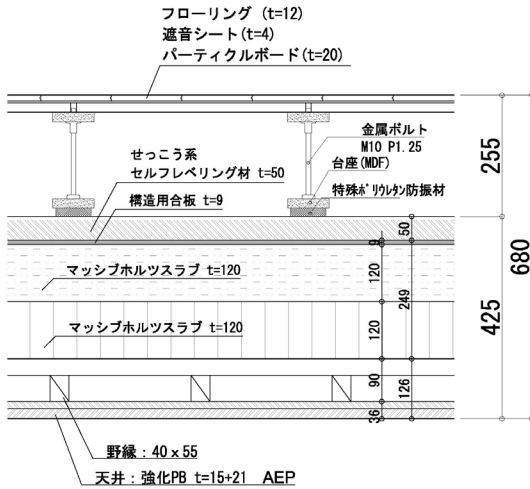 フローリング (t=12)
遮音シート(t=4)
パーティクルボード(t=20)
金属ボルト
M10 P1.25
台座(MDF)
特殊ﾎﾟﾘｳﾚﾀﾝ防振材
せっこう系
セルフレベリング材 t=50
構造用合板 t=9
マッシブホルツスラブ t=120
マッシブホルツスラブ t=120
野縁：40x55
天井：強化PB t=15+21 AEP
9
120
120
90
36
50
249
126
255
425
680